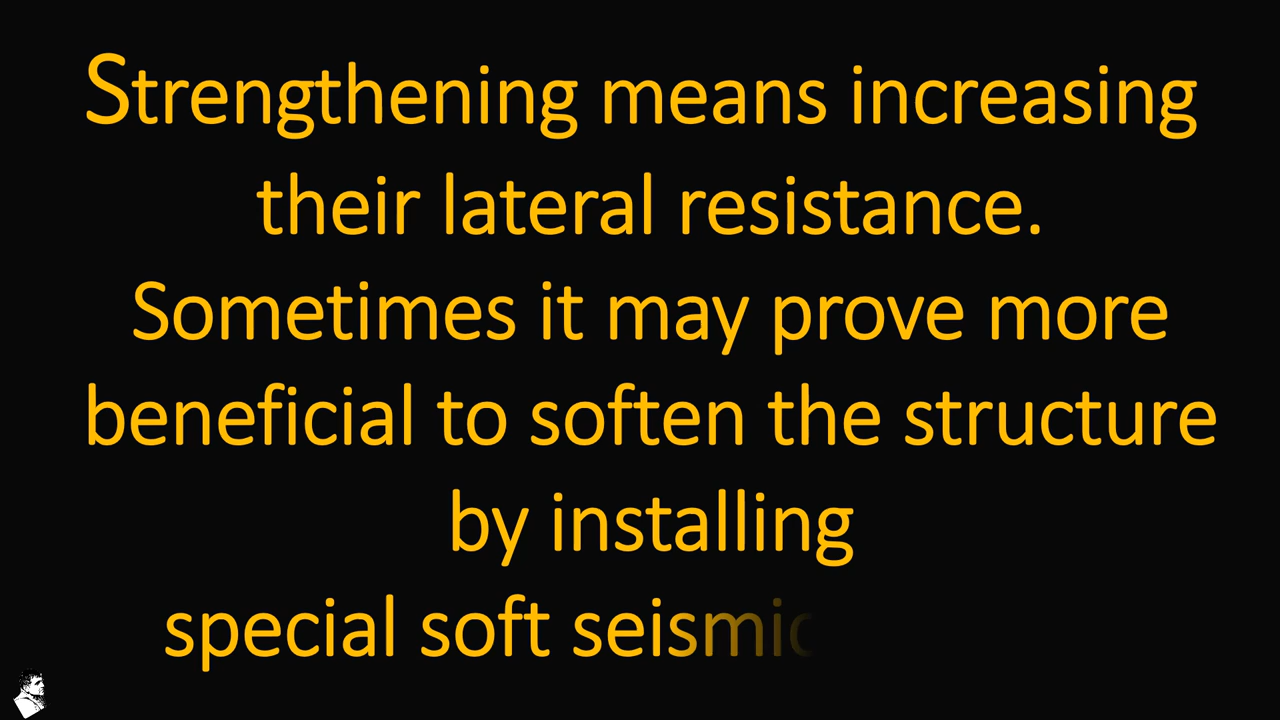 Strengthening means increasing
their lateral resistance.
Sometimes it may prove more
beneficial to soften the structure
by installing
special soft seismic